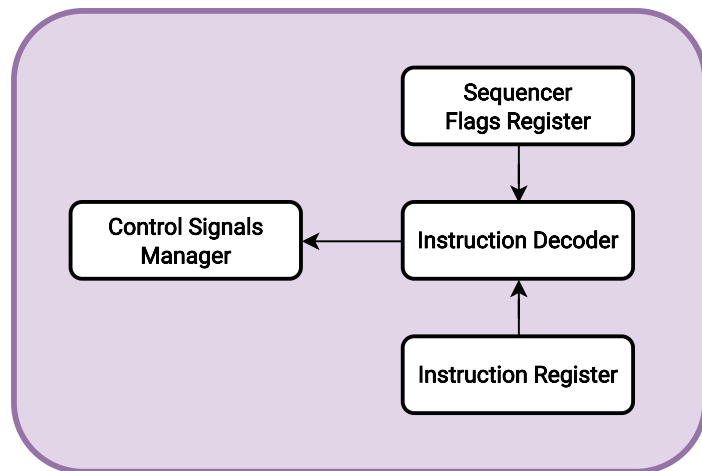 Sequencer
Flags Register
Control Signals
Manager
Instruction Decoder
Instruction Register